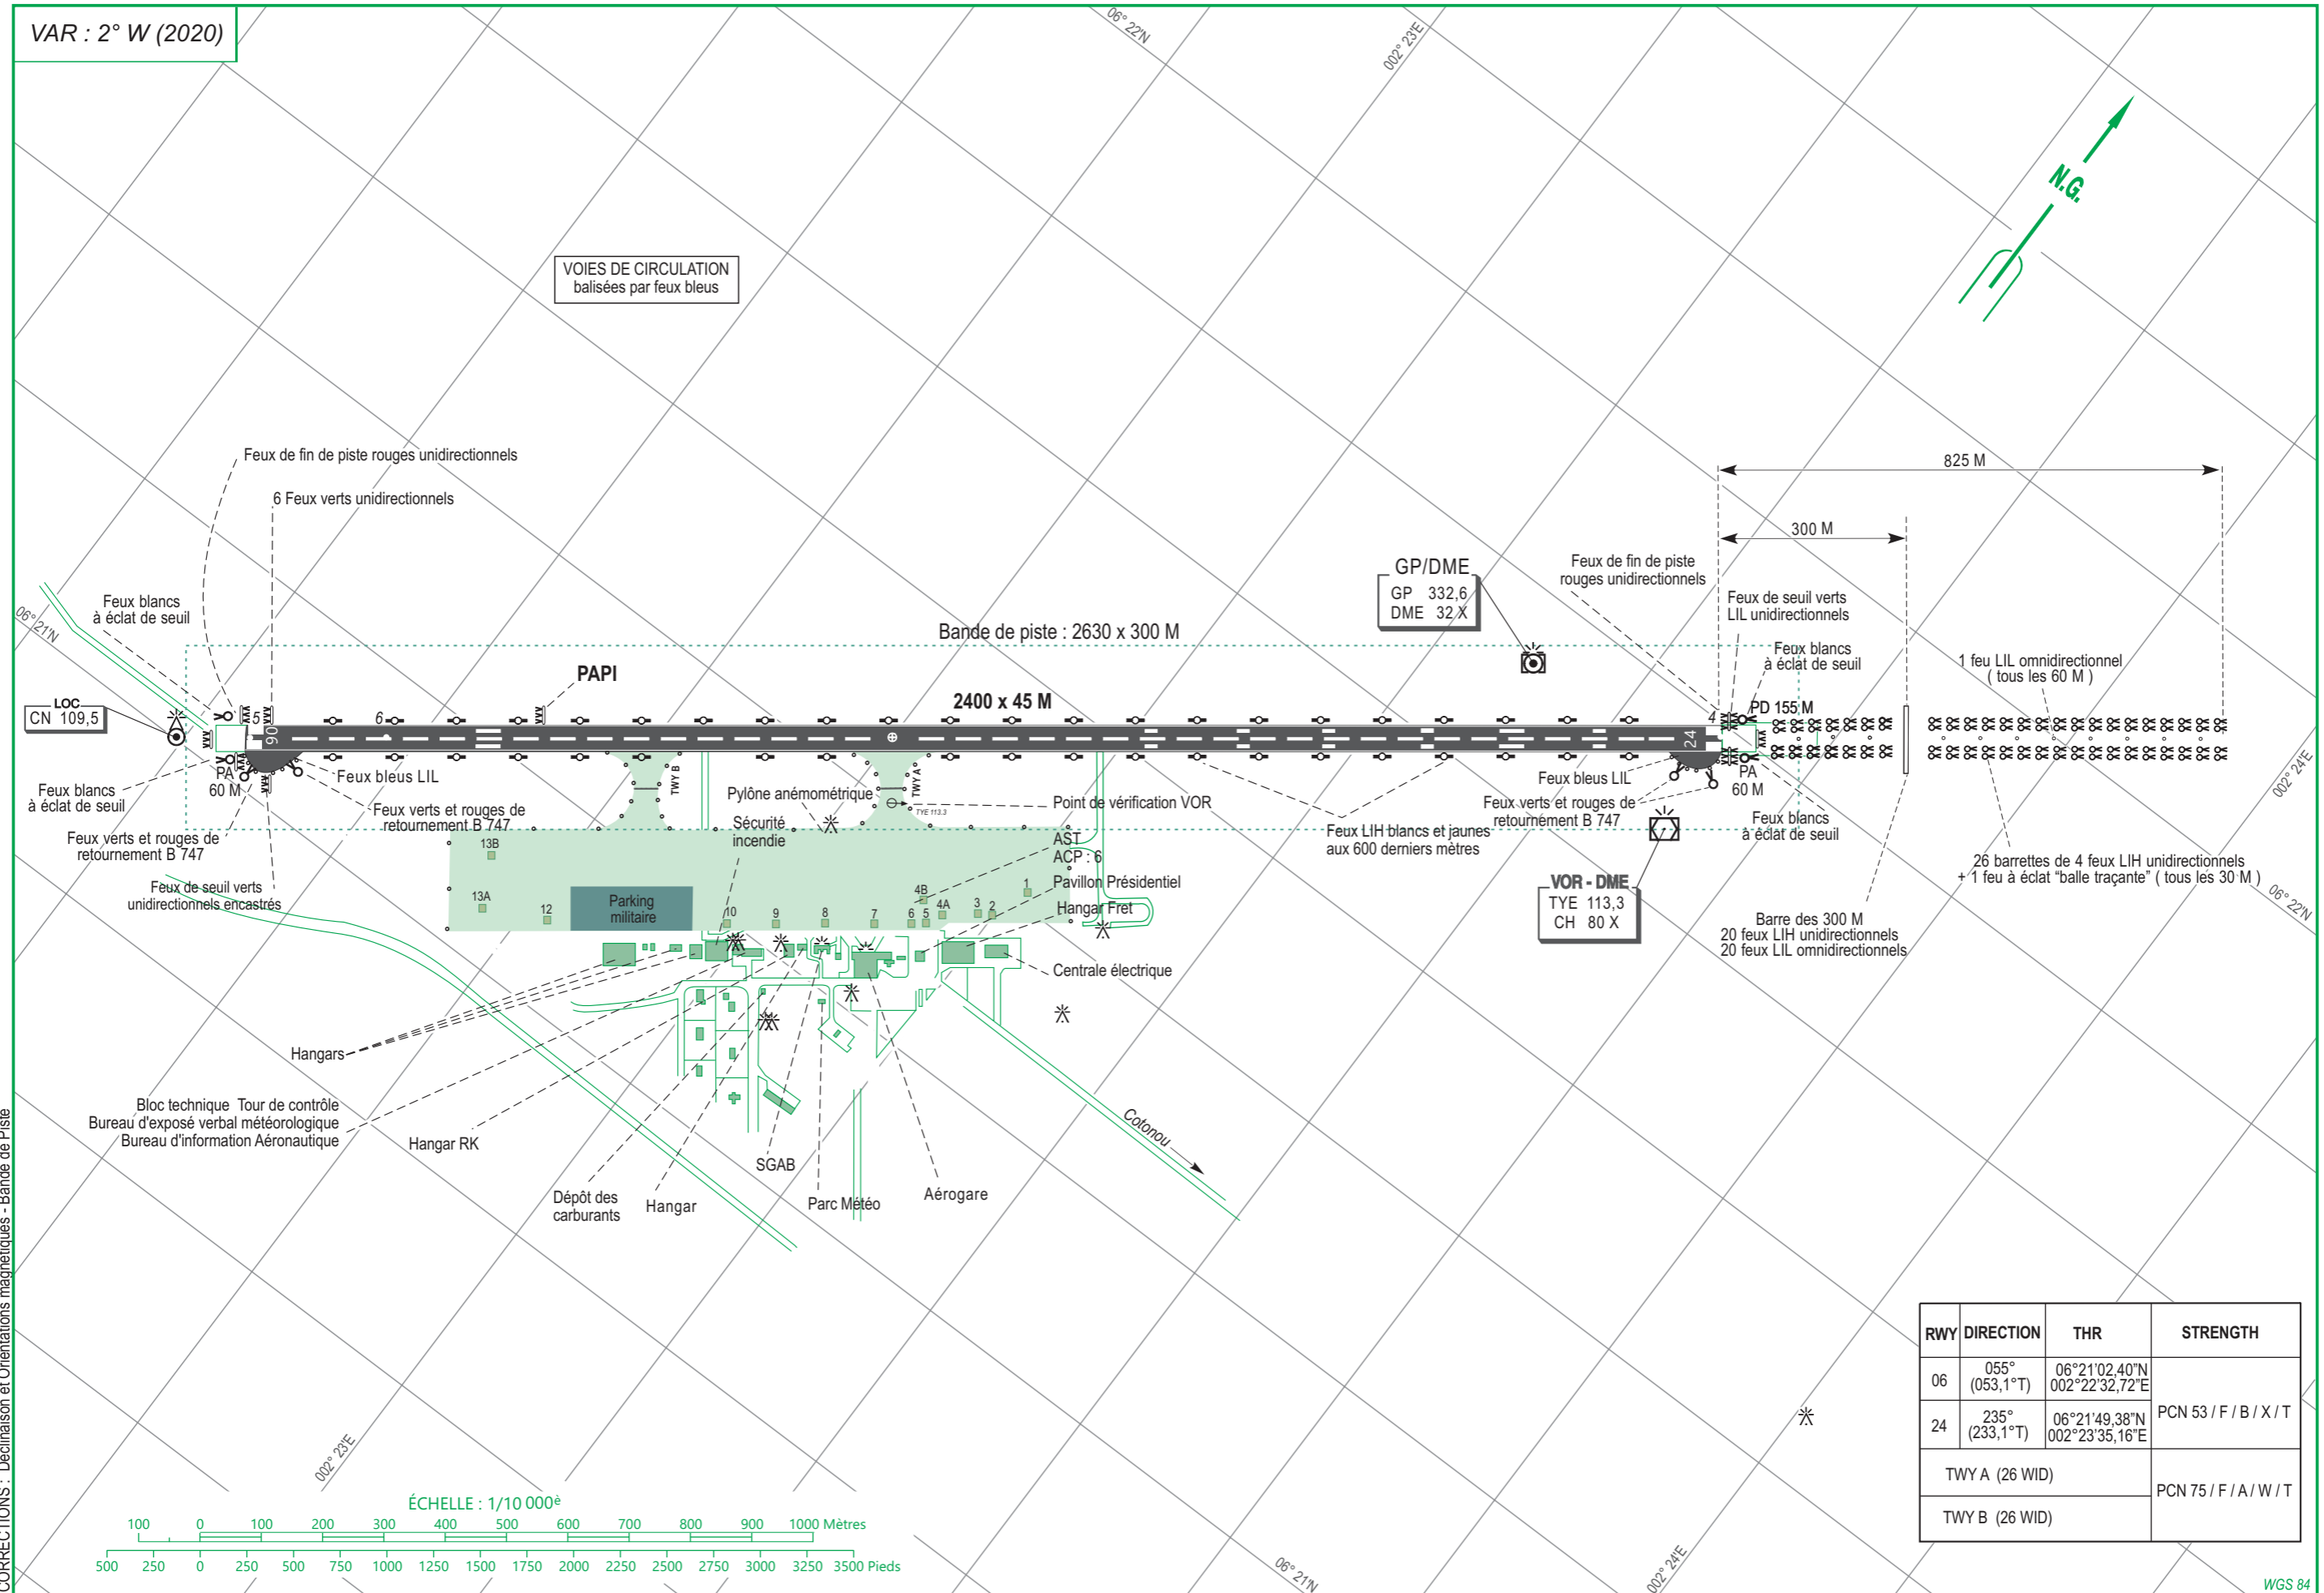 VAR : 2° W (2020)
06° 22'N
002° 23'E
N.G.
VOIES DE CIRCULATION
balisées par feux bleus
Feux de fin de piste rouges unidirectionnels
6 Feux verts unidirectionnels
825 M
300 M
Feux blancs
à éclat de seuil
06° 21'N
GP/DME
GP 332,6
DME 32 X
Feux de fin de piste
rouges unidirectionnels
Feux de seuil verts
LIL unidirectionnels
Feux blancs
à éclat de seuil
1 feu LIL omnidirectionnel
( tous les 60 M )
Bande de piste : 2630 x 300 M
PAPI
2400 x 45 M
LOC
CN 109,5
5
6
4
PD 155 M
06
24
PA
60 M
Feux bleus LIL
TWY B
TWY A
Feux bleus LIL
PA
60 M
002° 24'E
Feux blancs
à éclat de seuil
Feux verts et rouges de
retournement B 747
Pylône anémométrique
TYE 113.3
Point de vérification VOR
Feux verts et rouges de
retournement B 747
Feux blancs
à éclat de seuil
Feux verts et rouges de
retournement B 747
Sécurité
incendie
Feux LIH blancs et jaunes
aux 600 derniers mètres
AST
ACP : 6
Feux de seuil verts
unidirectionnels encastrés
26 barrettes de 4 feux LIH unidirectionnels
+ 1 feu à éclat “balle traçante” ( tous les 30 M )
06° 22'N
VOR - DME
TYE 113,3
CH 80 X
Barre des 300 M
20 feux LIH unidirectionnels
20 feux LIL omnidirectionnels
13B
13A
12
Parking
militaire
10
9
8
7
6
5
4B
4A
3
2
1
Pavillon Présidentiel
Hangar Fret
Centrale électrique
Hangars
Bloc technique Tour de contrôle
Bureau d'exposé verbal météorologique
Bureau d'information Aéronautique
Hangar RK
Cotonou
SGAB
Dépôt des
carburants
Hangar
Parc Météo
Aérogare
CORRECTIONS : Déclinaison et Orientations magnétiques - Bande de Piste
002° 23'E
ÉCHELLE : 1/10 000è
100 0 100 200 300 400 500 600 700 800 900 1000 Mètres
500 250 0 250 500 750 1000 1250 1500 1750 2000 2250 2500 2750 3000 3250 3500 Pieds
06° 21'N
002° 24'E
RWY DIRECTION THR STRENGTH
06 055° (053,1°T) 06°21'02,40"N 002°22'32,72"E PCN 53 / F / B / X / T
24 235° (233,1°T) 06°21'49,38"N 002°23'35,16"E
TWY A (26 WID) PCN 75 / F / A / W / T
TWY B (26 WID)
WGS 84